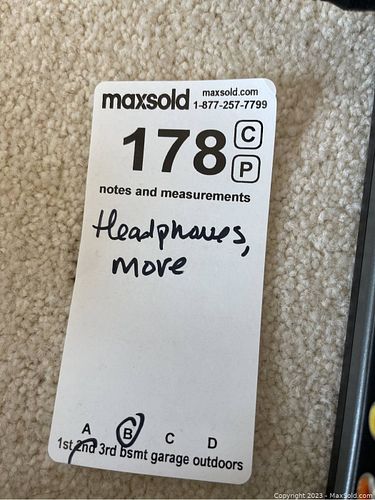 maxsold maxsold.com
1-877-257-7799
178 C
P
notes and measurements
Headphones,
more
A B C D
1st 2nd 3rd bsmt garage outdoors
Copyright 2023 - MaxSold.com